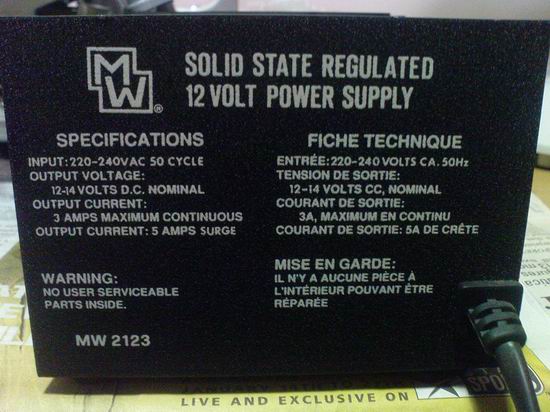 MW®
SOLID STATE REGULATED
12 VOLT POWER SUPPLY
SPECIFICATIONS
INPUT: 220-240VAC 50 CYCLE
OUTPUT VOLTAGE:
12-14 VOLTS D.C. NOMINAL
OUTPUT CURRENT:
3 AMPS MAXIMUM CONTINUOUS
OUTPUT CURRENT: 5 AMPS SURGE
WARNING:
NO USER SERVICEABLE
PARTS INSIDE.
MW 2123
FICHE TECHNIQUE
ENTRÉE: 220-240 VOLTS CA. 50Hz
TENSION DE SORTIE:
12-14 VOLTS CC, NOMINAL
COURANT DE SORTIE:
3A, MAXIMUM EN CONTINU
COURANT DE SORTIE: 5A DE CRÊTE
MISE EN GARDE:
IL N'Y A AUCUNE PIÈCE À
L'INTÉRIEUR POUVANT ÊTRE
RÉPARÉE
LIVE AND EXCLUSIVE ON